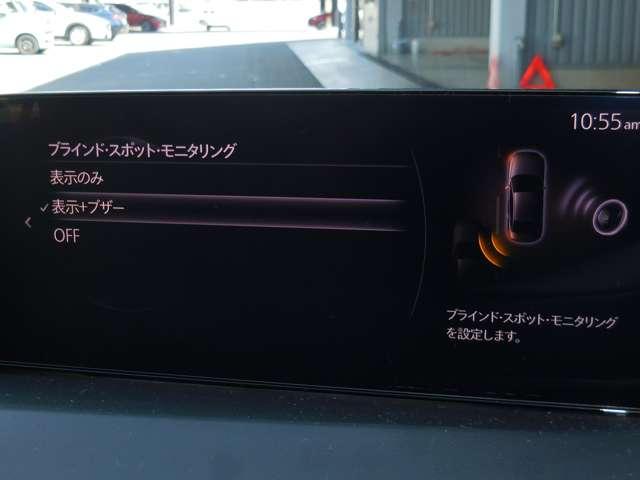 10:55am
ブラインド・スポット・モニタリング
表示のみ
表示+ブザー
OFF
ブラインド・スポット・モニタリング
を設定します。